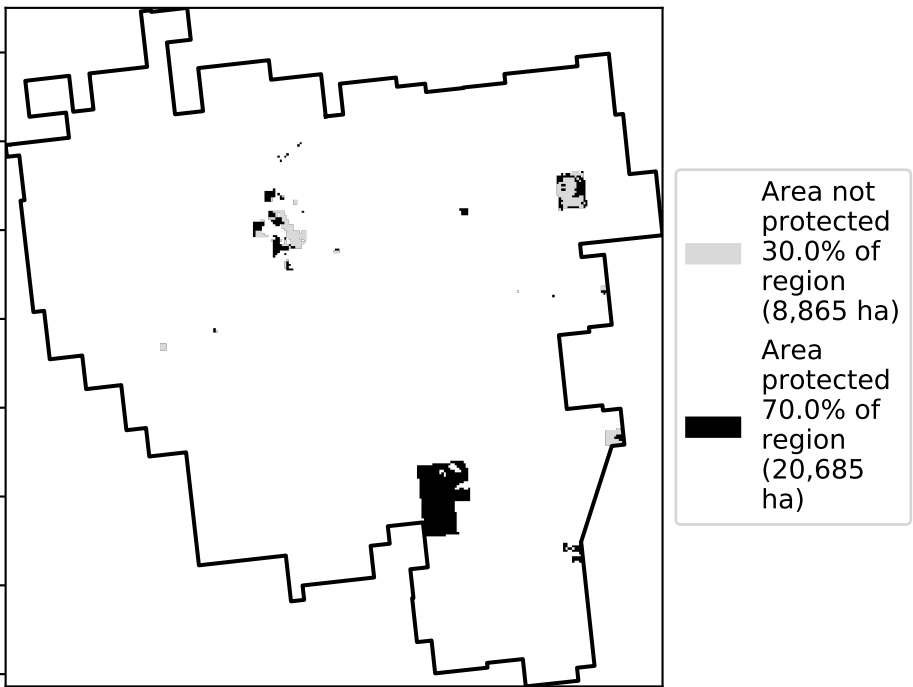 Area not
protected
30.0% of
region
(8,865 ha)
Area
protected
70.0% of
region
(20,685
ha)